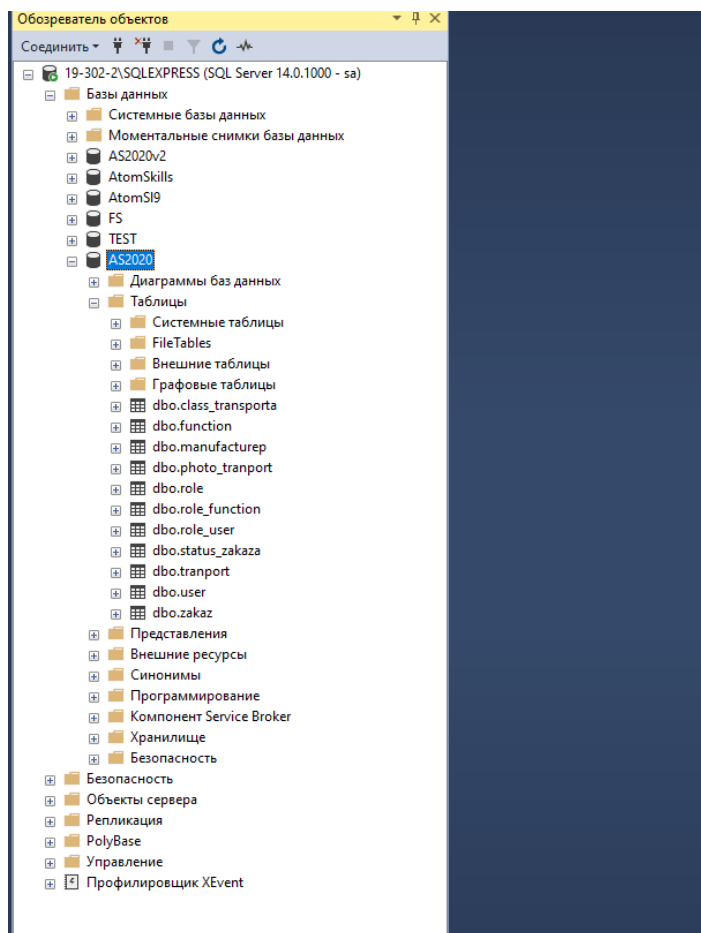 Обозреватель объектов
Соединить
19-302-2\SQLEXPRESS (SQL Server 14.0.1000 - sa)
Базы данных
Системные базы данных
Моментальные снимки базы данных
AS2020v2
AtomSkills
AtomSl9
FS
TEST
AS2020
Диаграммы баз данных
Таблицы
Системные таблицы
FileTables
Внешние таблицы
Графовые таблицы
dbo.class_transporta
dbo.function
dbo.manufacturep
dbo.photo_tranport
dbo.role
dbo.role_function
dbo.role_user
dbo.status_zakaza
dbo.tranport
dbo.user
dbo.zakaz
Представления
Внешние ресурсы
Синонимы
Программирование
Компонент Service Broker
Хранилище
Безопасность
Безопасность
Объекты сервера
Репликация
PolyBase
Управление
Профилировщик XEvent